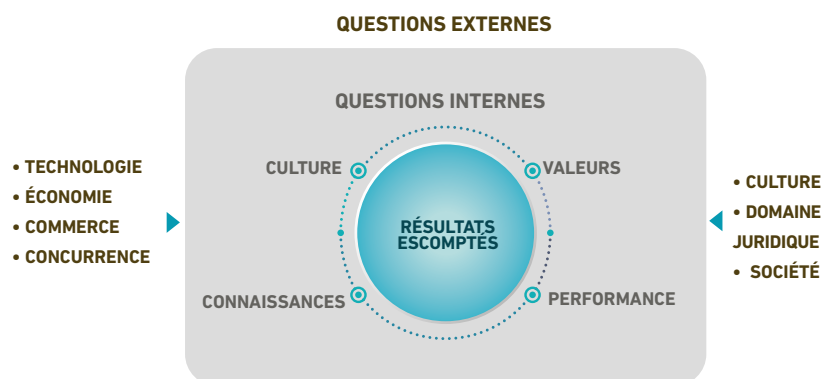 QUESTIONS EXTERNES
QUESTIONS INTERNES
• TECHNOLOGIE
• ÉCONOMIE
• COMMERCE
• CONCURRENCE
CULTURE
VALEURS
RÉSULTATS
ESCOMPTÉS
CONNAISSANCES
PERFORMANCE
• CULTURE
• DOMAINE
JURIDIQUE
• SOCIÉTÉ